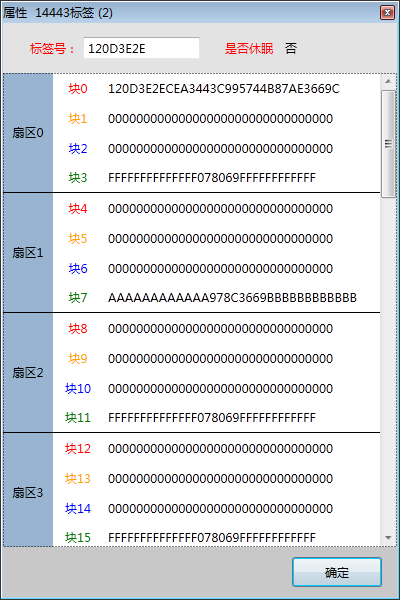 属性 14443标签 (2)
标签号： 120D3E2E 是否休眠 否
扇区0
块0 120D3E2ECEA3443C995744B87AE3669C
块1 00000000000000000000000000000000
块2 00000000000000000000000000000000
块3 FFFFFFFFFFFFFF078069FFFFFFFFFFFF
扇区1
块4 00000000000000000000000000000000
块5 00000000000000000000000000000000
块6 00000000000000000000000000000000
块7 AAAAAAAAAAAA978C3669BBBBBBBBBBBB
扇区2
块8 00000000000000000000000000000000
块9 00000000000000000000000000000000
块10 00000000000000000000000000000000
块11 FFFFFFFFFFFFFF078069FFFFFFFFFFFF
扇区3
块12 00000000000000000000000000000000
块13 00000000000000000000000000000000
块14 00000000000000000000000000000000
块15 FFFFFFFFFFFFFF078069FFFFFFFFFFFF
确定